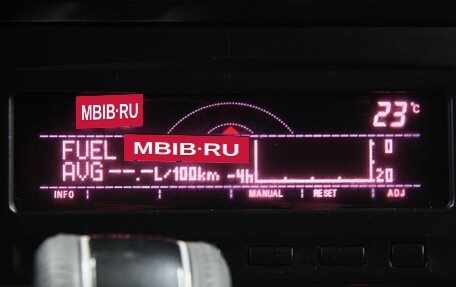 MBIB·RU
23°C
FUEL
MBIB·RU
0
AVG --.-L/100km -4h
20
INFO MANUAL RESET ADJ